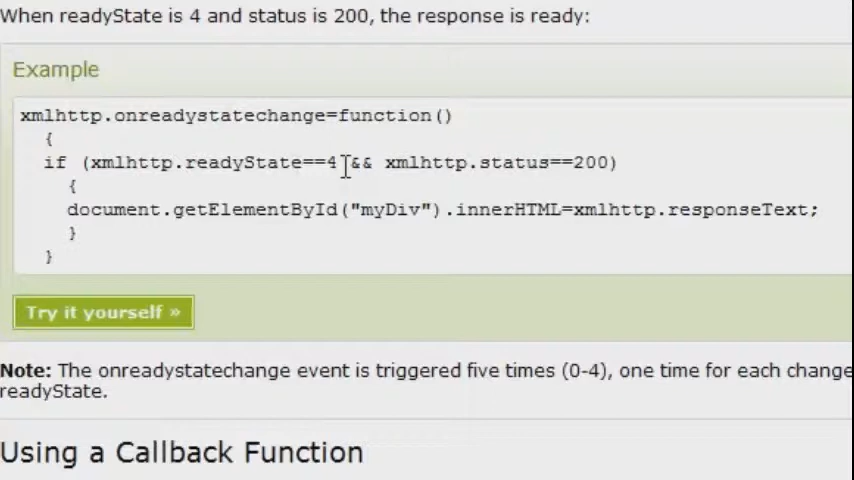 When readyState is 4 and status is 200, the response is ready:
Example
xmlhttp.onreadystatechange=function()
{
if (xmlhttp.readyState==4 && xmlhttp.status==200)
{
document.getElementById("myDiv").innerHTML=xmlhttp.responseText;
}
}
Try it yourself »
Note: The onreadystatechange event is triggered five times (0-4), one time for each change
readyState.
Using a Callback Function